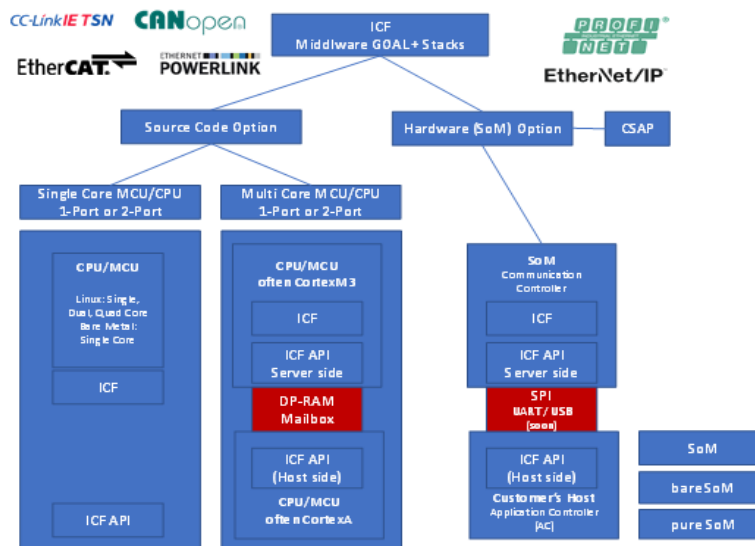 CC-Link IE TSN
CANopen
EtherCAT.
ETHERNET
POWERLINK
ICF
Middlware GOAL+ Stacks
PROFI
NET
EtherNet/IP
Source Code Option
Hardware (SoM) Option
CSAP
Single Core MCU/CPU
1-Port or 2-Port
Multi Core MCU/CPU
1-Port or 2-Port
CPU/MCU
Linux: Single,
Dual, Quad Core
Bare Metal:
Single Core
ICF
ICF API
CPU/MCU
often CortexM3
ICF
ICF API
Server side
DP-RAM
Mailbox
ICF API
(Host side)
CPU/MCU
often CortexA
SoM
Communication
Controller
ICF
ICF API
Server side
SPI
UART/ USB
(soon)
ICF API
(Host side)
Customer's Host
Application Controller
(AC)
SoM
bareSoM
pureSoM